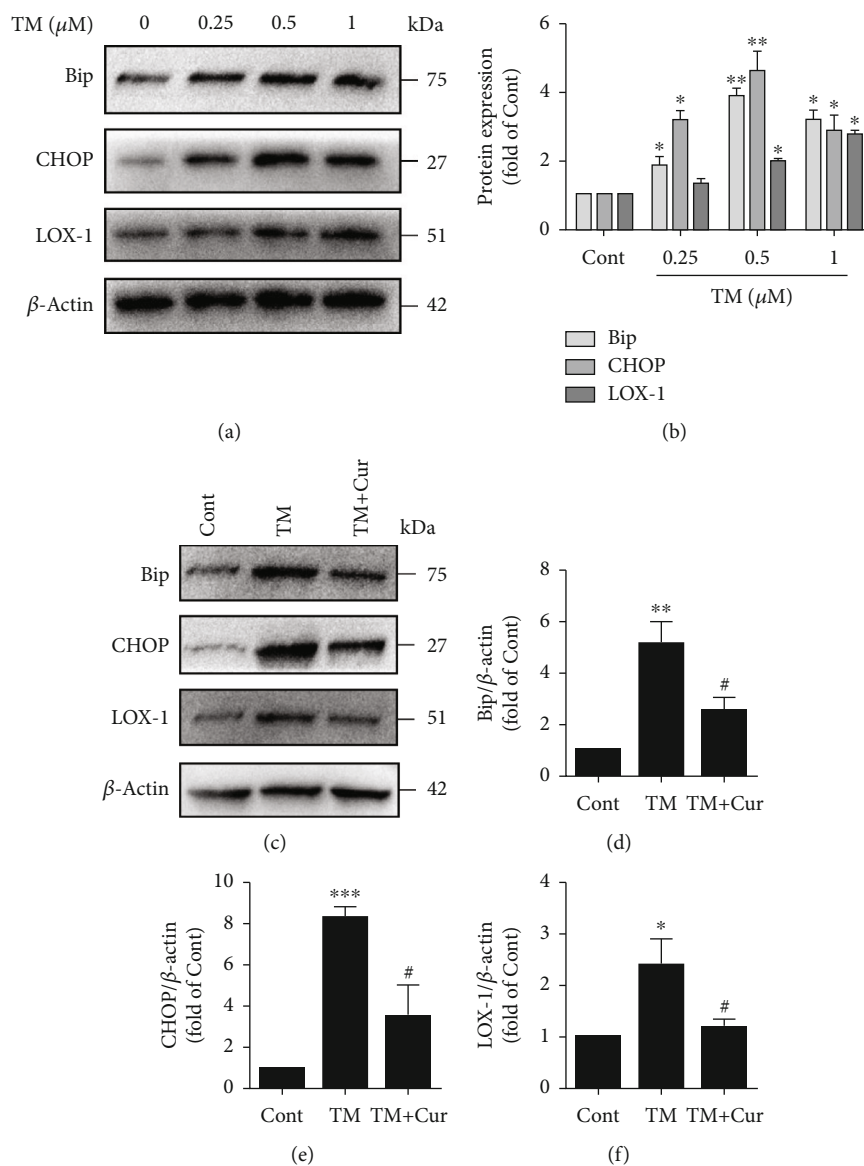 TM (μM) 0 0.25 0.5 1 kDa
Bip 75
CHOP 27
LOX-1 51
β-Actin 42
(a)
Protein expression
(fold of Cont)
6
4
2
0
** 
**
*
*
*
*
*
*
*
Cont 0.25 0.5 1
TM (μM)
Bip
CHOP
LOX-1
(b)
Cont TM TM+Cur kDa
Bip 75
CHOP 27
LOX-1 51
β-Actin 42
(c)
Bip/β-actin
(fold of Cont)
8
6
4
2
0
**
#
Cont TM TM+Cur
(d)
CHOP/β-actin
(fold of Cont)
10
8
6
4
2
0
***
#
Cont TM TM+Cur
(e)
LOX-1/β-actin
(fold of Cont)
4
3
2
1
0
*
#
Cont TM TM+Cur
(f)